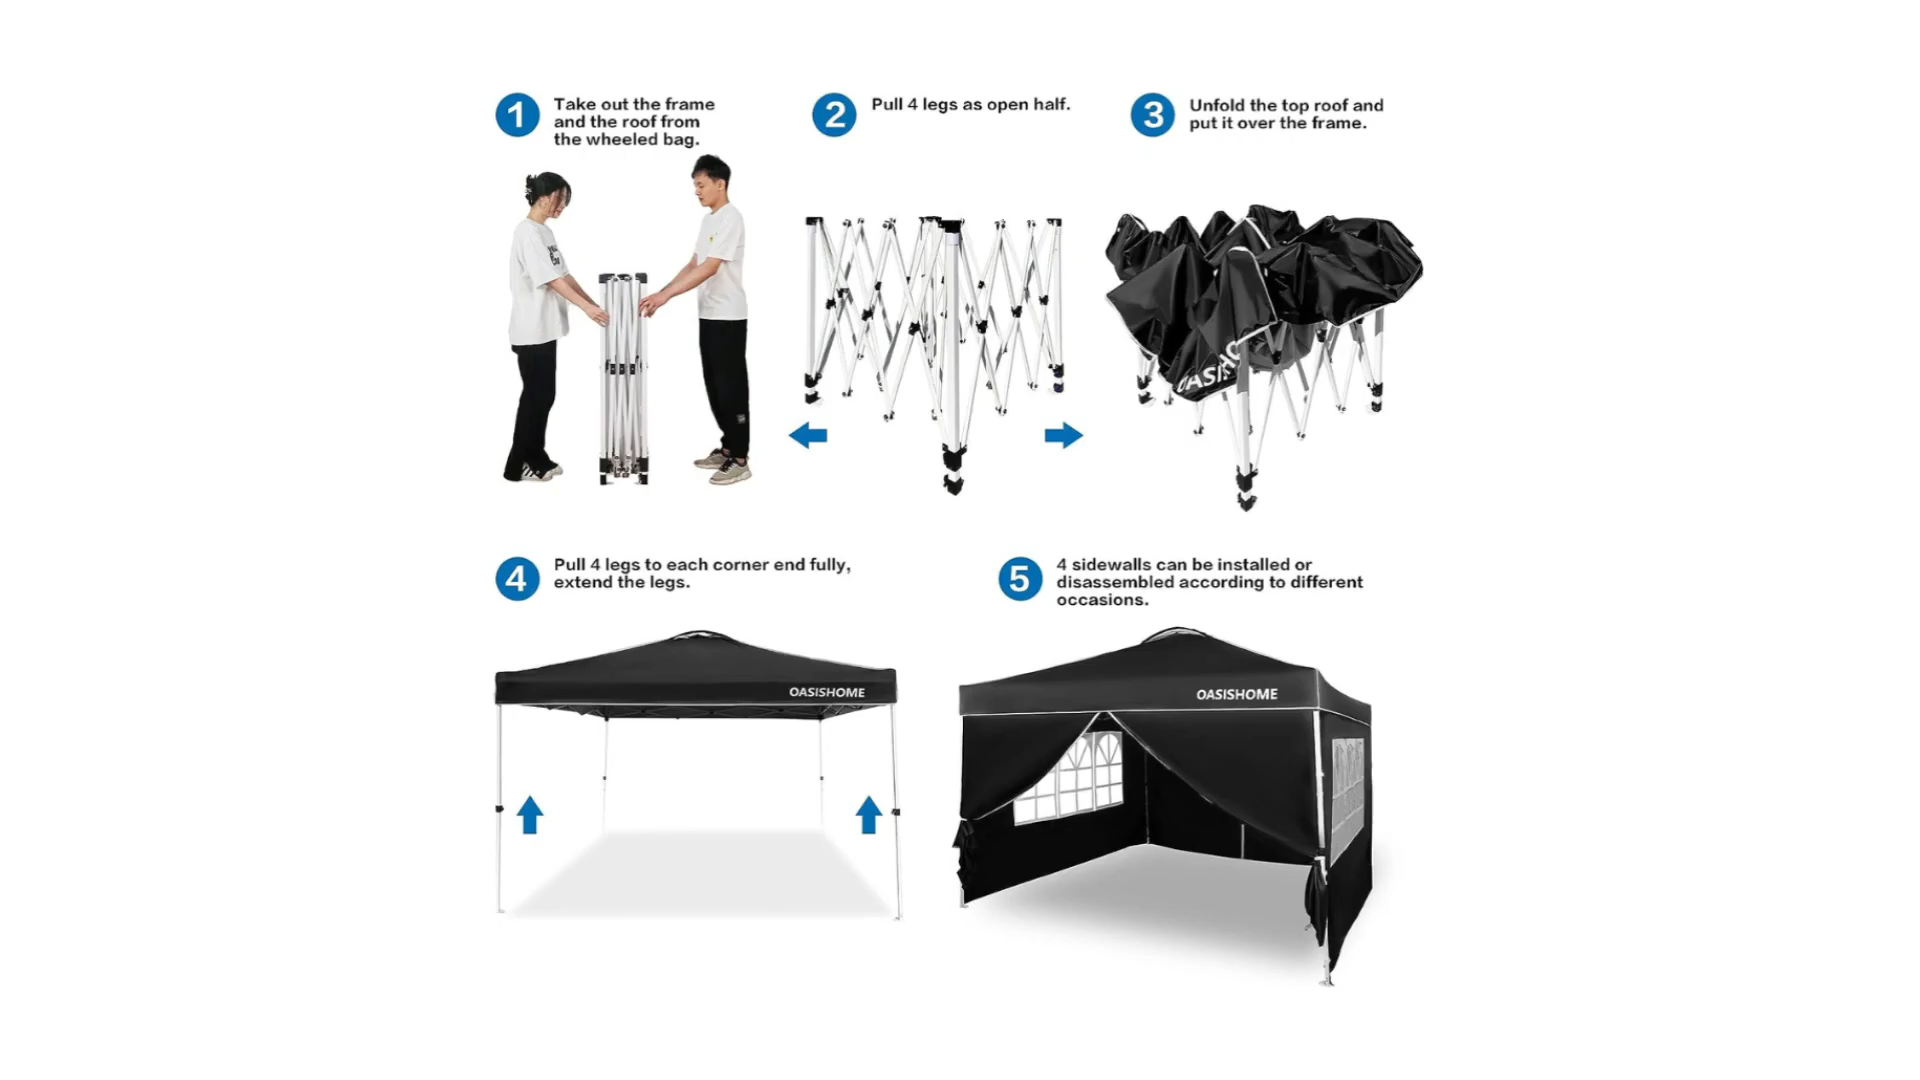 1
Take out the frame
and the roof from
the wheeled bag.
2
Pull 4 legs as open half.
3
Unfold the top roof and
put it over the frame.
OASISHO
4
Pull 4 legs to each corner end fully,
extend the legs.
OASISHOME
5
4 sidewalls can be installed or
disassembled according to different
occasions.
OASISHOME